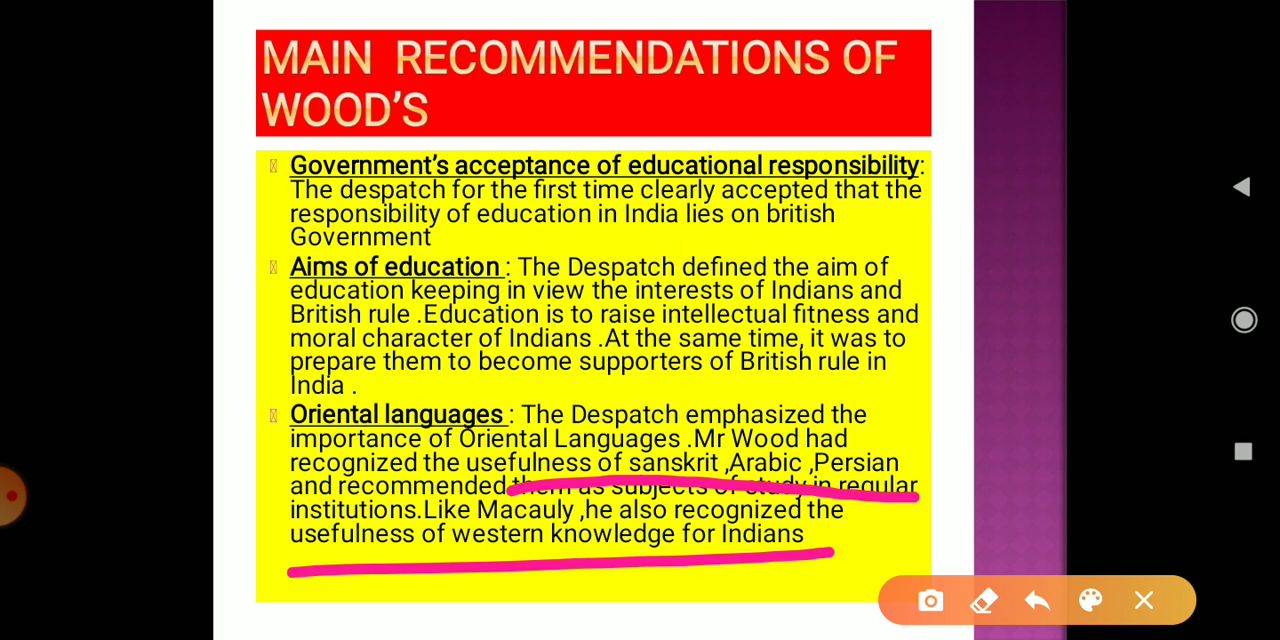 MAIN RECOMMENDATIONS OF
WOOD'S
Government's acceptance of educational responsibility:
The despatch for the first time clearly accepted that the
responsibility of education in India lies on british
Government
Aims of education : The Despatch defined the aim of
education keeping in view the interests of Indians and
British rule .Education is to raise intellectual fitness and
moral character of Indians .At the same time, it was to
prepare them to become supporters of British rule in
India .
Oriental languages : The Despatch emphasized the
importance of Oriental Languages .Mr Wood had
recognized the usefulness of sanskrit ,Arabic ,Persian
and recommended them as subjects of study in regular
institutions.Like Macauly ,he also recognized the
usefulness of western knowledge for Indians